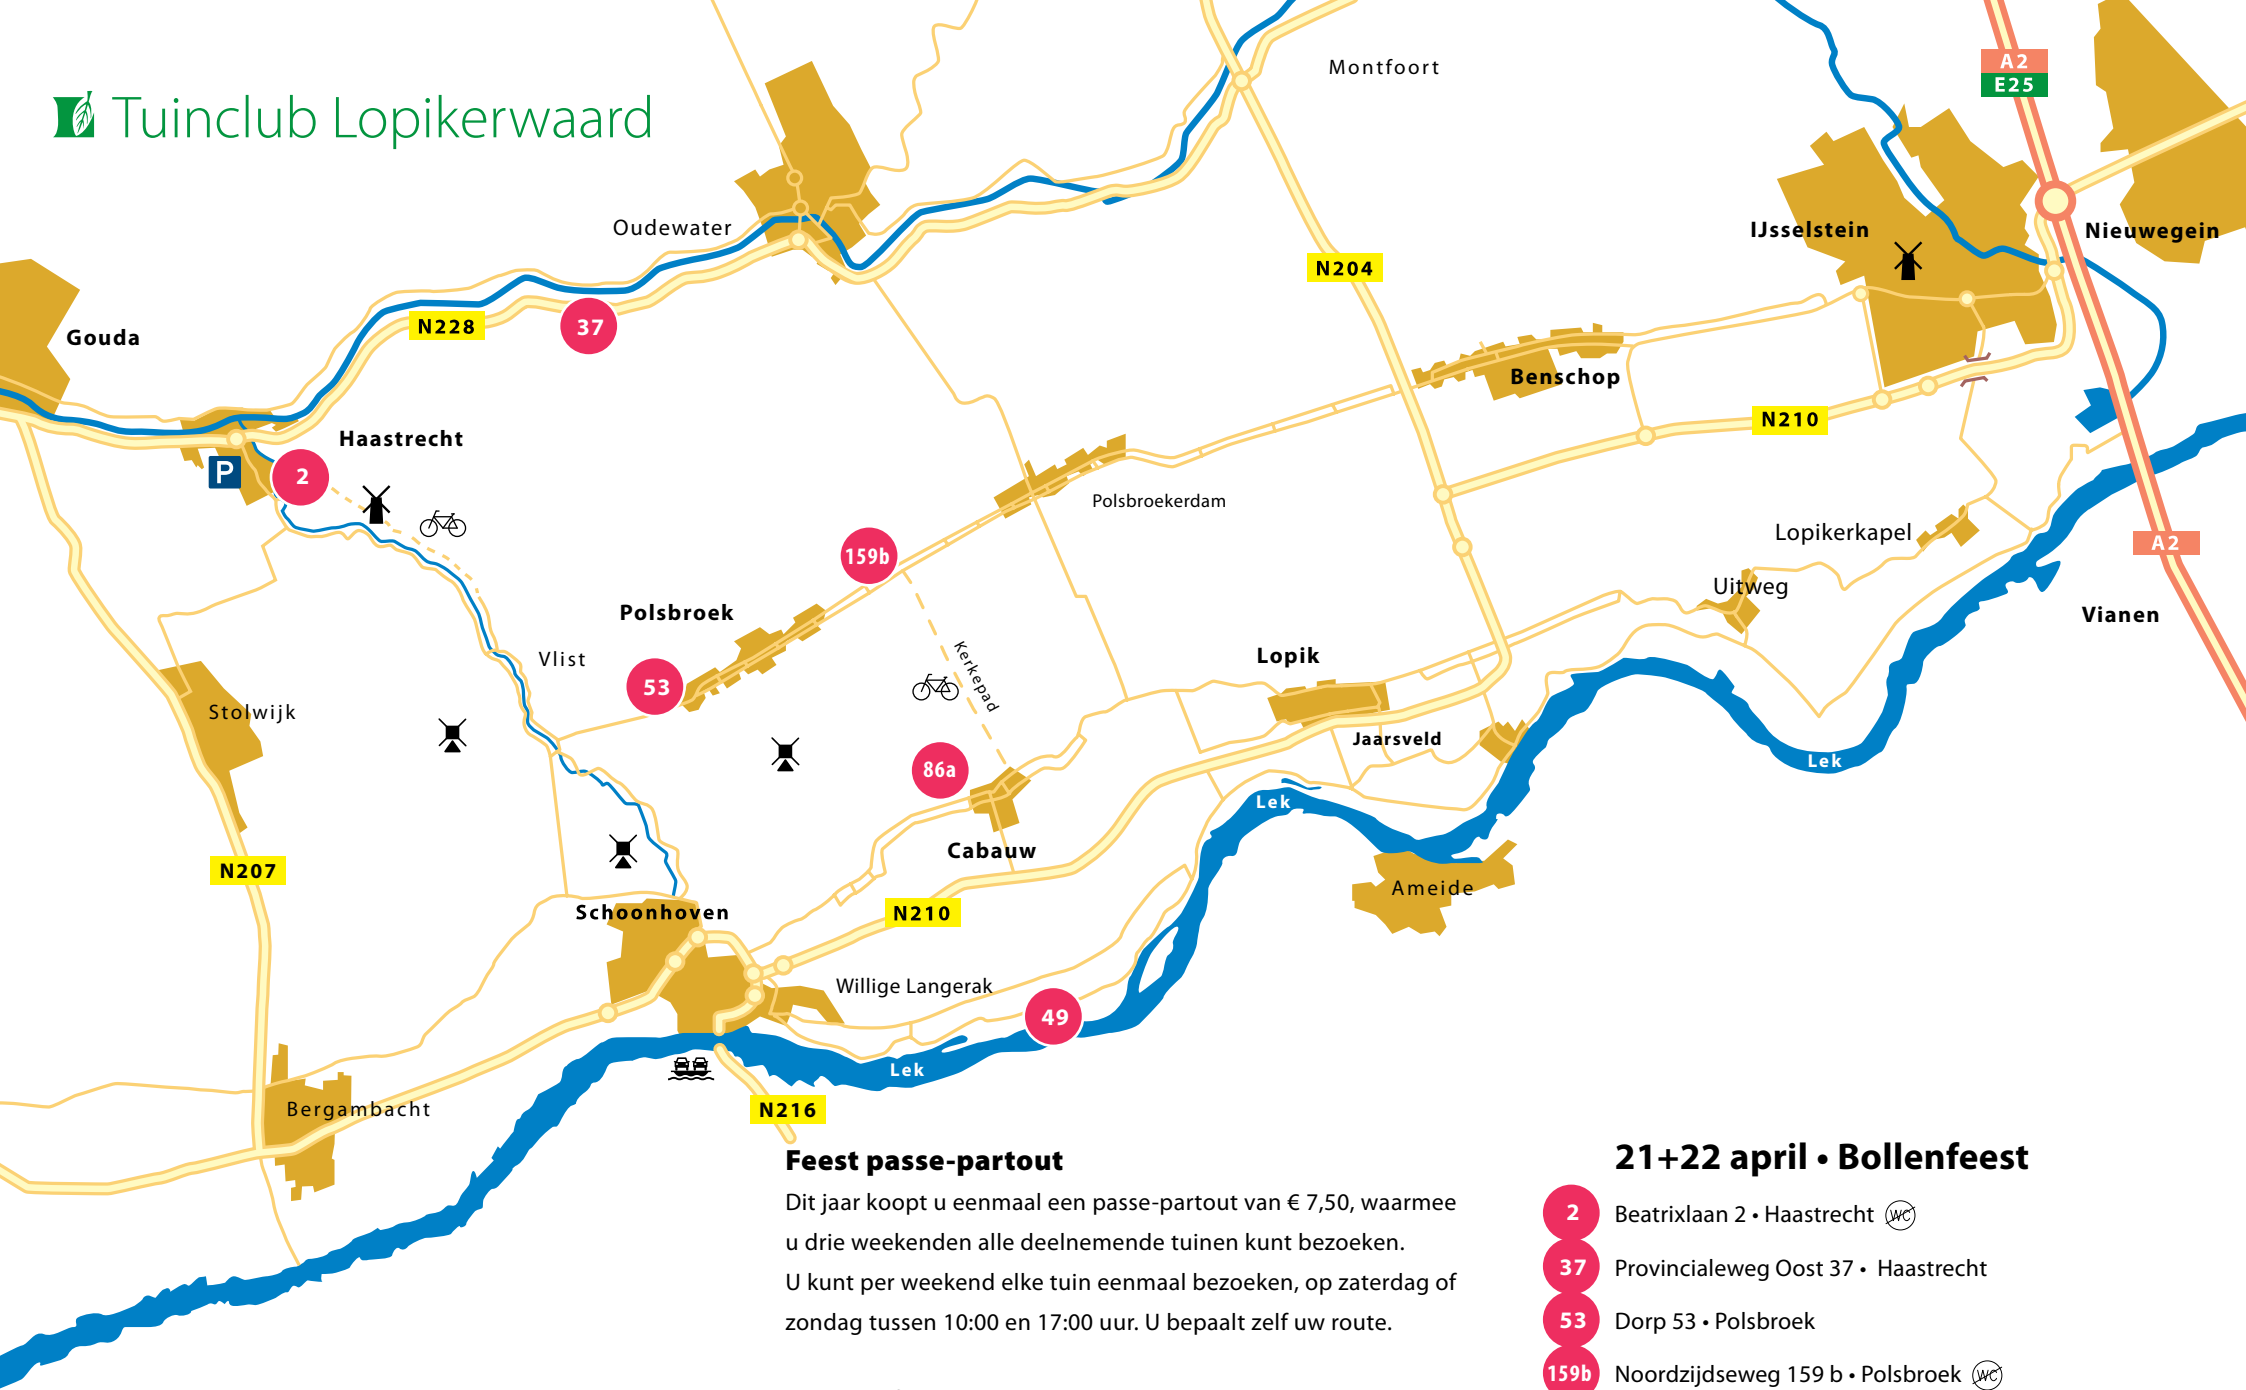 Tuinclub Lopikerwaard
Montfoort
A2
E25
Oudewater
IJsselstein
Nieuwegein
N204
Gouda
N228
37
Benschop
N210
Haastrecht
P
2
Polsbroekerdam
Lopikerkapel
A2
159b
Uitweg
Polsbroek
Vianen
Kerkepad
Vlist
Lopik
53
Stolwijk
Jaarsveld
Lek
86a
Lek
Cabauw
N207
Ameide
Schoonhoven
N210
Willige Langerak
49
Lek
Bergambacht
N216
Feest passe-partout
Dit jaar koopt u eenmaal een passe-partout van € 7,50, waarmee
u drie weekenden alle deelnemende tuinen kunt bezoeken.
U kunt per weekend elke tuin eenmaal bezoeken, op zaterdag of
zondag tussen 10:00 en 17:00 uur. U bepaalt zelf uw route.
21+22 april • Bollenfeest
2 Beatrixlaan 2 • Haastrecht WC
37 Provincialeweg Oost 37 • Haastrecht
53 Dorp 53 • Polsbroek
159b Noordzijdseweg 159 b • Polsbroek WC